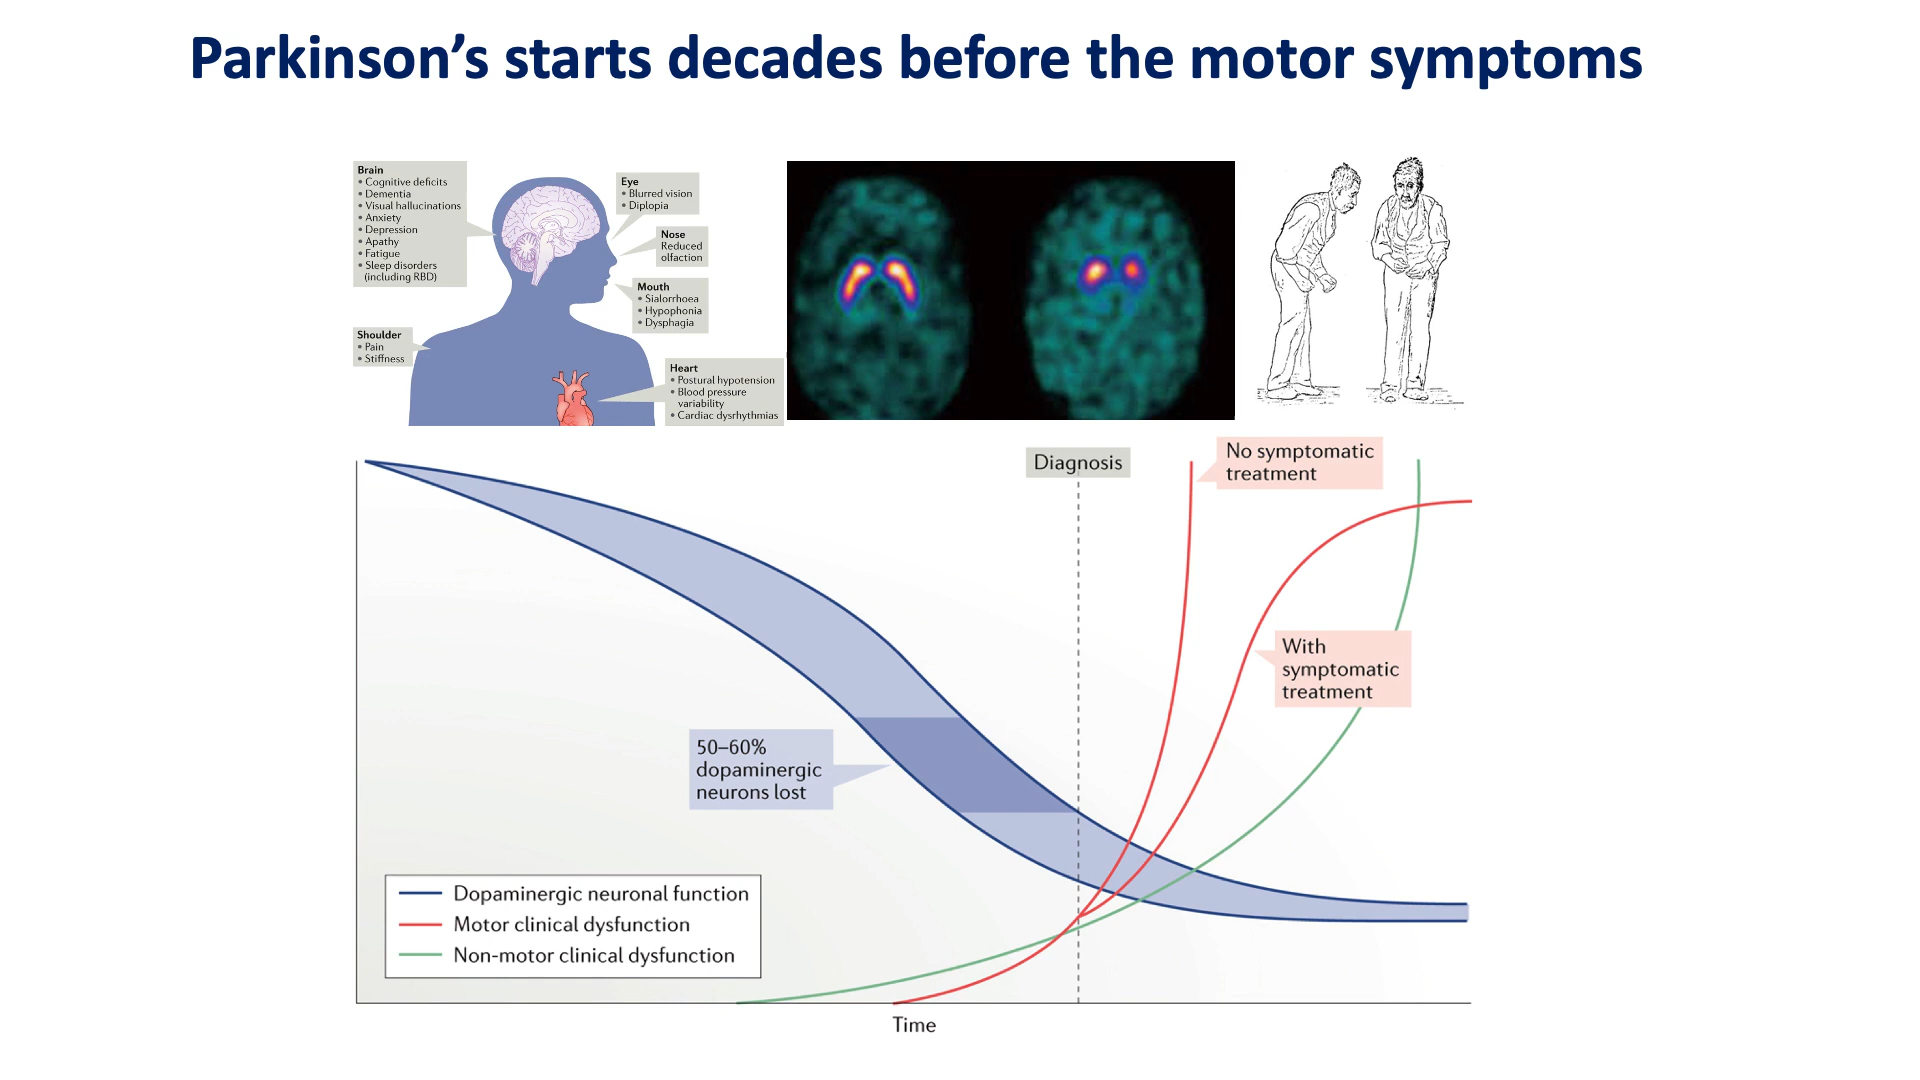 Parkinson’s starts decades before the motor symptoms
Brain
• Cognitive deficits
• Dementia
• Visual hallucinations
• Anxiety
• Depression
• Apathy
• Fatigue
• Sleep disorders
(including RBD)
Eye
• Blurred vision
• Diplopia
Nose
Reduced
olfaction
Mouth
• Sialorrhoea
• Hypophonia
• Dysphagia
Shoulder
• Pain
• Stiffness
Heart
• Postural hypotension
• Blood pressure
variability
• Cardiac dysrhythmias
Diagnosis
No symptomatic
treatment
With
symptomatic
treatment
50–60%
dopaminergic
neurons lost
Dopaminergic neuronal function
Motor clinical dysfunction
Non-motor clinical dysfunction
Time